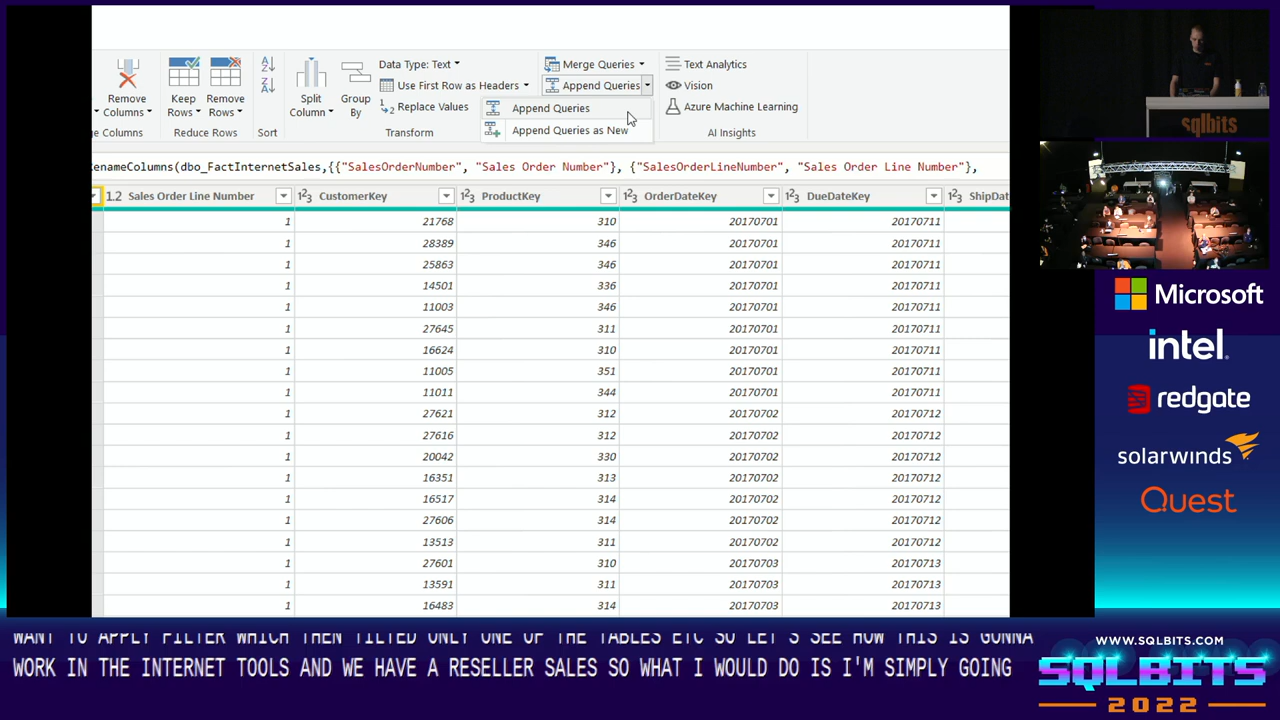 Remove
Columns
Keep
Rows
Remove
Rows
Split
Column
Group
By
Data Type: Text
Use First Row as Headers
Replace Values
Merge Queries
Append Queries
Append Queries
Append Queries as New
Text Analytics
Vision
Azure Machine Learning
ge Columns
Reduce Rows
Sort
Transform
AI Insights
RenameColumns(dbo_FactInternetSales,{{"SalesOrderNumber", "Sales Order Number"}, {"SalesOrderLineNumber", "Sales Order Line Number"},
1.2 Sales Order Line Number 123 CustomerKey 123 ProductKey 123 OrderDateKey 123 DueDateKey 123 ShipDat
1 21768 310 20170701 20170711
1 28389 346 20170701 20170711
1 25863 346 20170701 20170711
1 14501 336 20170701 20170711
1 11003 346 20170701 20170711
1 27645 311 20170701 20170711
1 16624 310 20170701 20170711
1 11005 351 20170701 20170711
1 11011 344 20170701 20170711
1 27621 312 20170702 20170712
1 27616 312 20170702 20170712
1 20042 330 20170702 20170712
1 16351 313 20170702 20170712
1 16517 314 20170702 20170712
1 27606 314 20170702 20170712
1 13513 311 20170702 20170712
1 27601 310 20170703 20170713
1 13591 311 20170703 20170713
1 16483 314 20170703 20170713
sqlbits
Microsoft
intel.
redgate
solarwinds
Quest
WWW.SQLBITS.COM
SQLBITS
2022
WANT TO APPLY FILTER WHICH THEN TILTED ONLY ONE OF THE TABLES ETC SO LET'S SEE HOW THIS IS GONNA
WORK IN THE INTERNET TOOLS AND WE HAVE A RESELLER SALES SO WHAT I WOULD DO IS I'M SIMPLY GOING